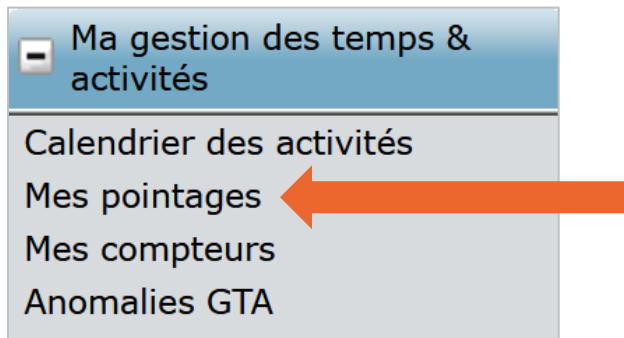 Ma gestion des temps &
activités
Calendrier des activités
Mes pointages
Mes compteurs
Anomalies GTA